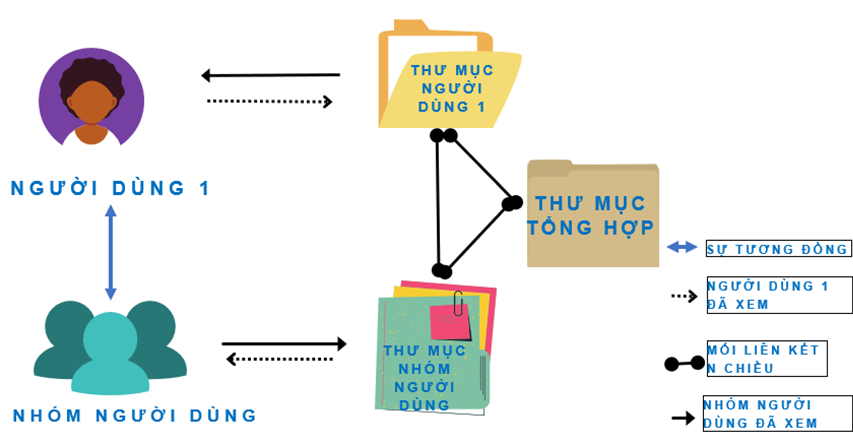 THƯ MỤC
NGƯỜI
DÙNG 1
NGƯỜI DÙNG 1
THƯ MỤC
TỔNG HỢP
SỰ TƯƠNG ĐỒNG
NGƯỜI DÙNG 1
ĐÃ XEM
THƯ MỤC
NHÓM
NGƯỜI
DÙNG
MỐI LIÊN KẾT
N CHIỀU
NHÓM NGƯỜI DÙNG
NHÓM NGƯỜI
DÙNG ĐÃ XEM